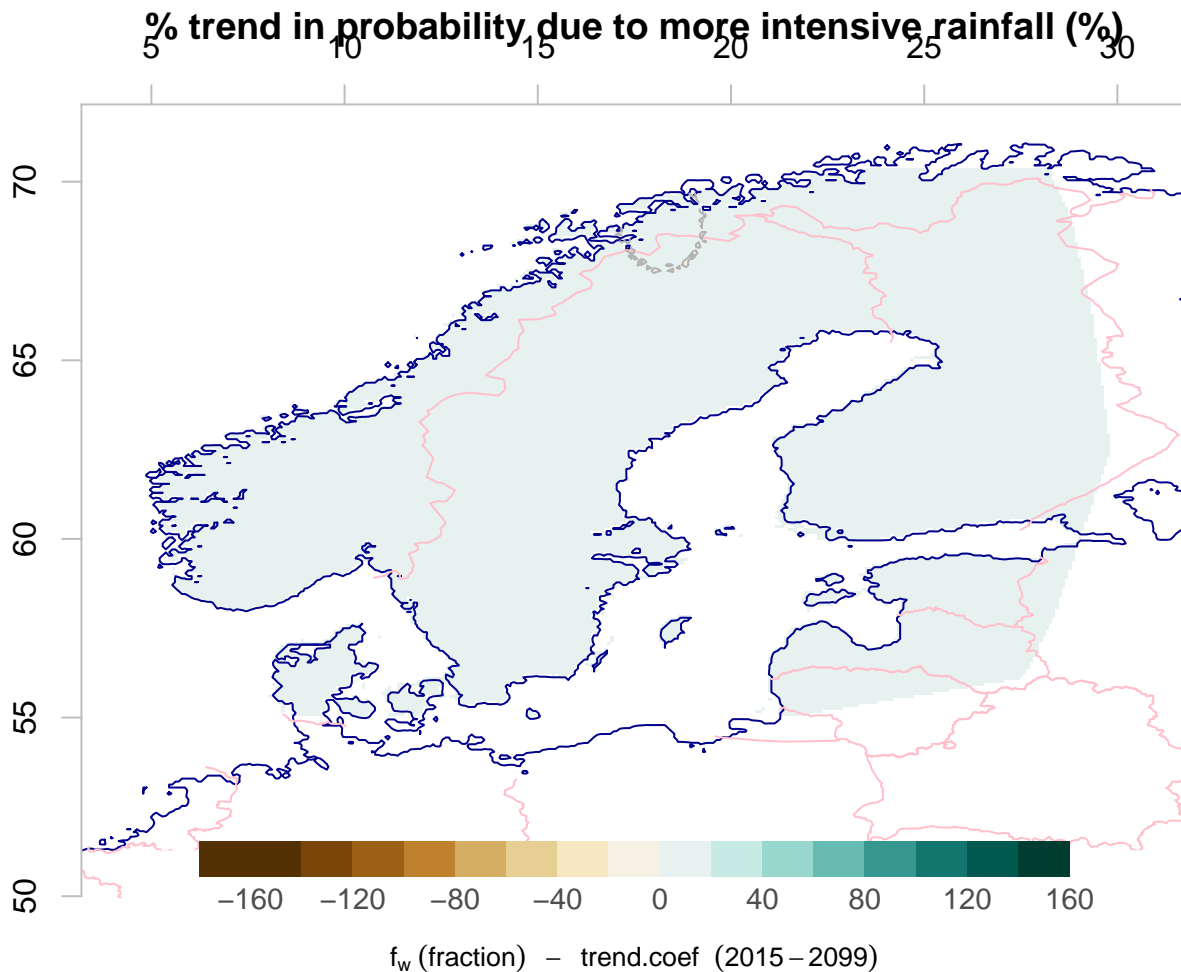 % trend in probability due to more intensive rainfall (%)
5 10 15 20 25 30
70
65
60
55
50
−160 −120 −80 −40 0 40 80 120 160
fw (fraction) − trend.coef (2015−2099)